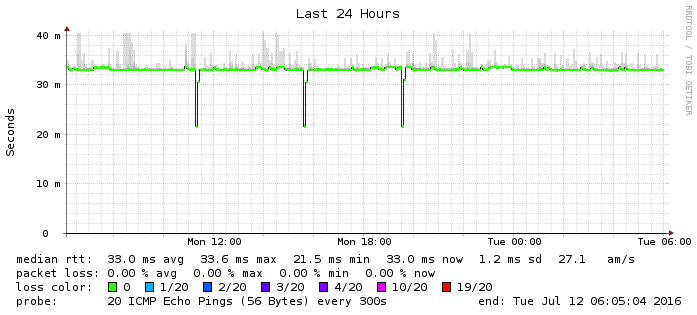 Last 24 Hours
RRDTOOL / TOBI OETIKER
Seconds
40 m
30 m
20 m
10 m
0
Mon 12:00 Mon 18:00 Tue 00:00 Tue 06:00
median rtt: 33.0 ms avg 33.6 ms max 21.5 ms min 33.0 ms now 1.2 ms sd 27.1 am/s
packet loss: 0.00 % avg 0.00 % max 0.00 % min 0.00 % now
loss color: 0 1/20 2/20 3/20 4/20 10/20 19/20
probe: 20 ICMP Echo Pings (56 Bytes) every 300s end: Tue Jul 12 06:05:04 2016